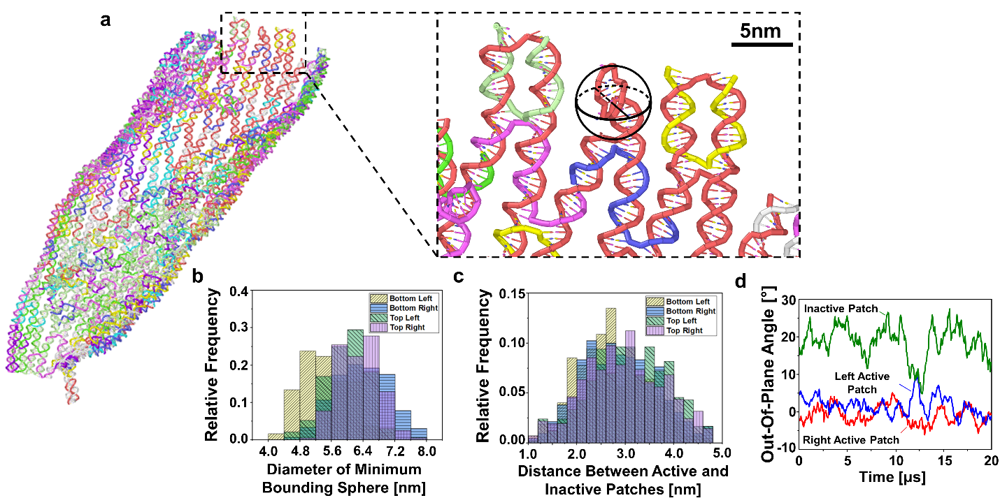 a
5nm
b
0.4
0.3
0.2
0.1
0.0
Relative Frequency
Bottom Left
Bottom Right
Top Left
Top Right
4.0 4.8 5.6 6.4 7.2 8.0
Diameter of Minimum
Bounding Sphere [nm]
c
0.15
0.10
0.05
0.00
Relative Frequency
Bottom Left
Bottom Right
Top Left
Top Right
1.0 2.0 3.0 4.0 5.0
Distance Between Active and
Inactive Patches [nm]
d
30
20
10
0
-10
Out-Of-Plane Angle [°]
Inactive Patch
Left Active
Patch
Right Active Patch
0 5 10 15 20
Time [µs]